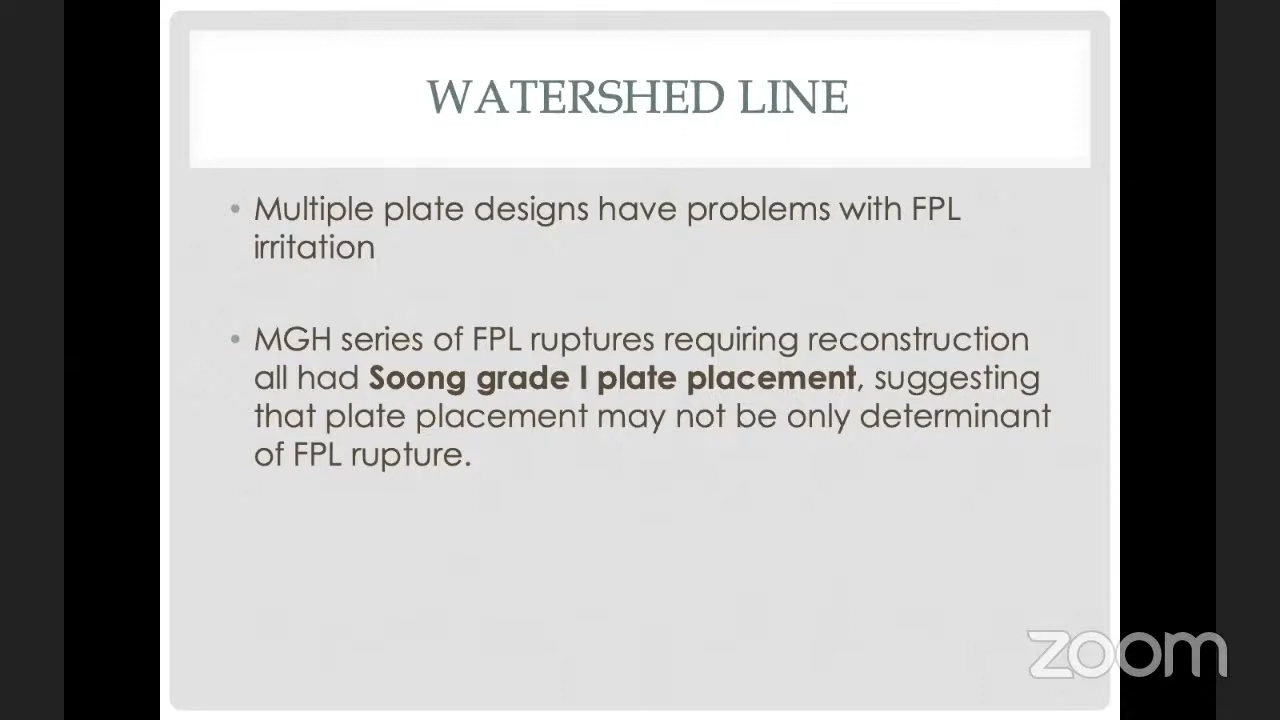 WATERSHED LINE
• Multiple plate designs have problems with FPL
irritation
• MGH series of FPL ruptures requiring reconstruction
all had Soong grade I plate placement, suggesting
that plate placement may not be only determinant
of FPL rupture.
zoom